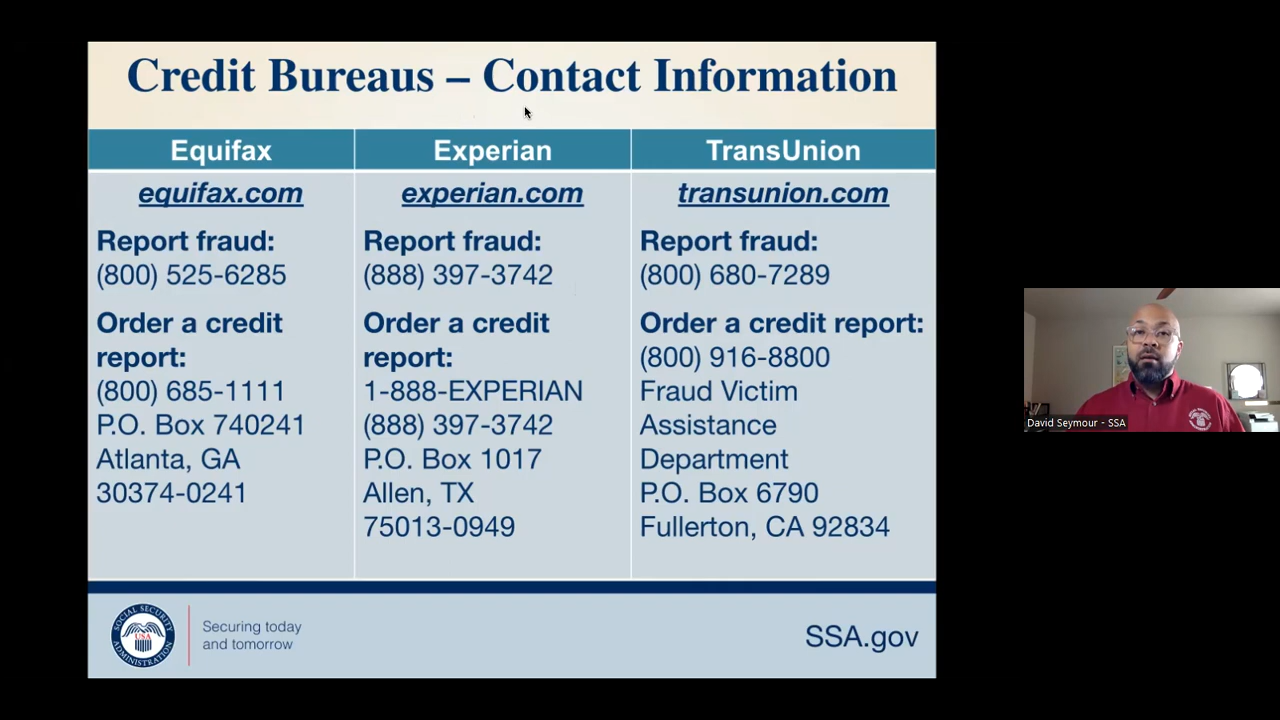 Credit Bureaus – Contact Information
Equifax
equifax.com
Report fraud:
(800) 525-6285
Order a credit
report:
(800) 685-1111
P.O. Box 740241
Atlanta, GA
30374-0241
Experian
experian.com
Report fraud:
(888) 397-3742
Order a credit
report:
1-888-EXPERIAN
(888) 397-3742
P.O. Box 1017
Allen, TX
75013-0949
TransUnion
transunion.com
Report fraud:
(800) 680-7289
Order a credit report:
(800) 916-8800
Fraud Victim
Assistance
Department
P.O. Box 6790
Fullerton, CA 92834
SOCIAL SECURITY
USA
ADMINISTRATION
Securing today
and tomorrow
SSA.gov
David Seymour - SSA